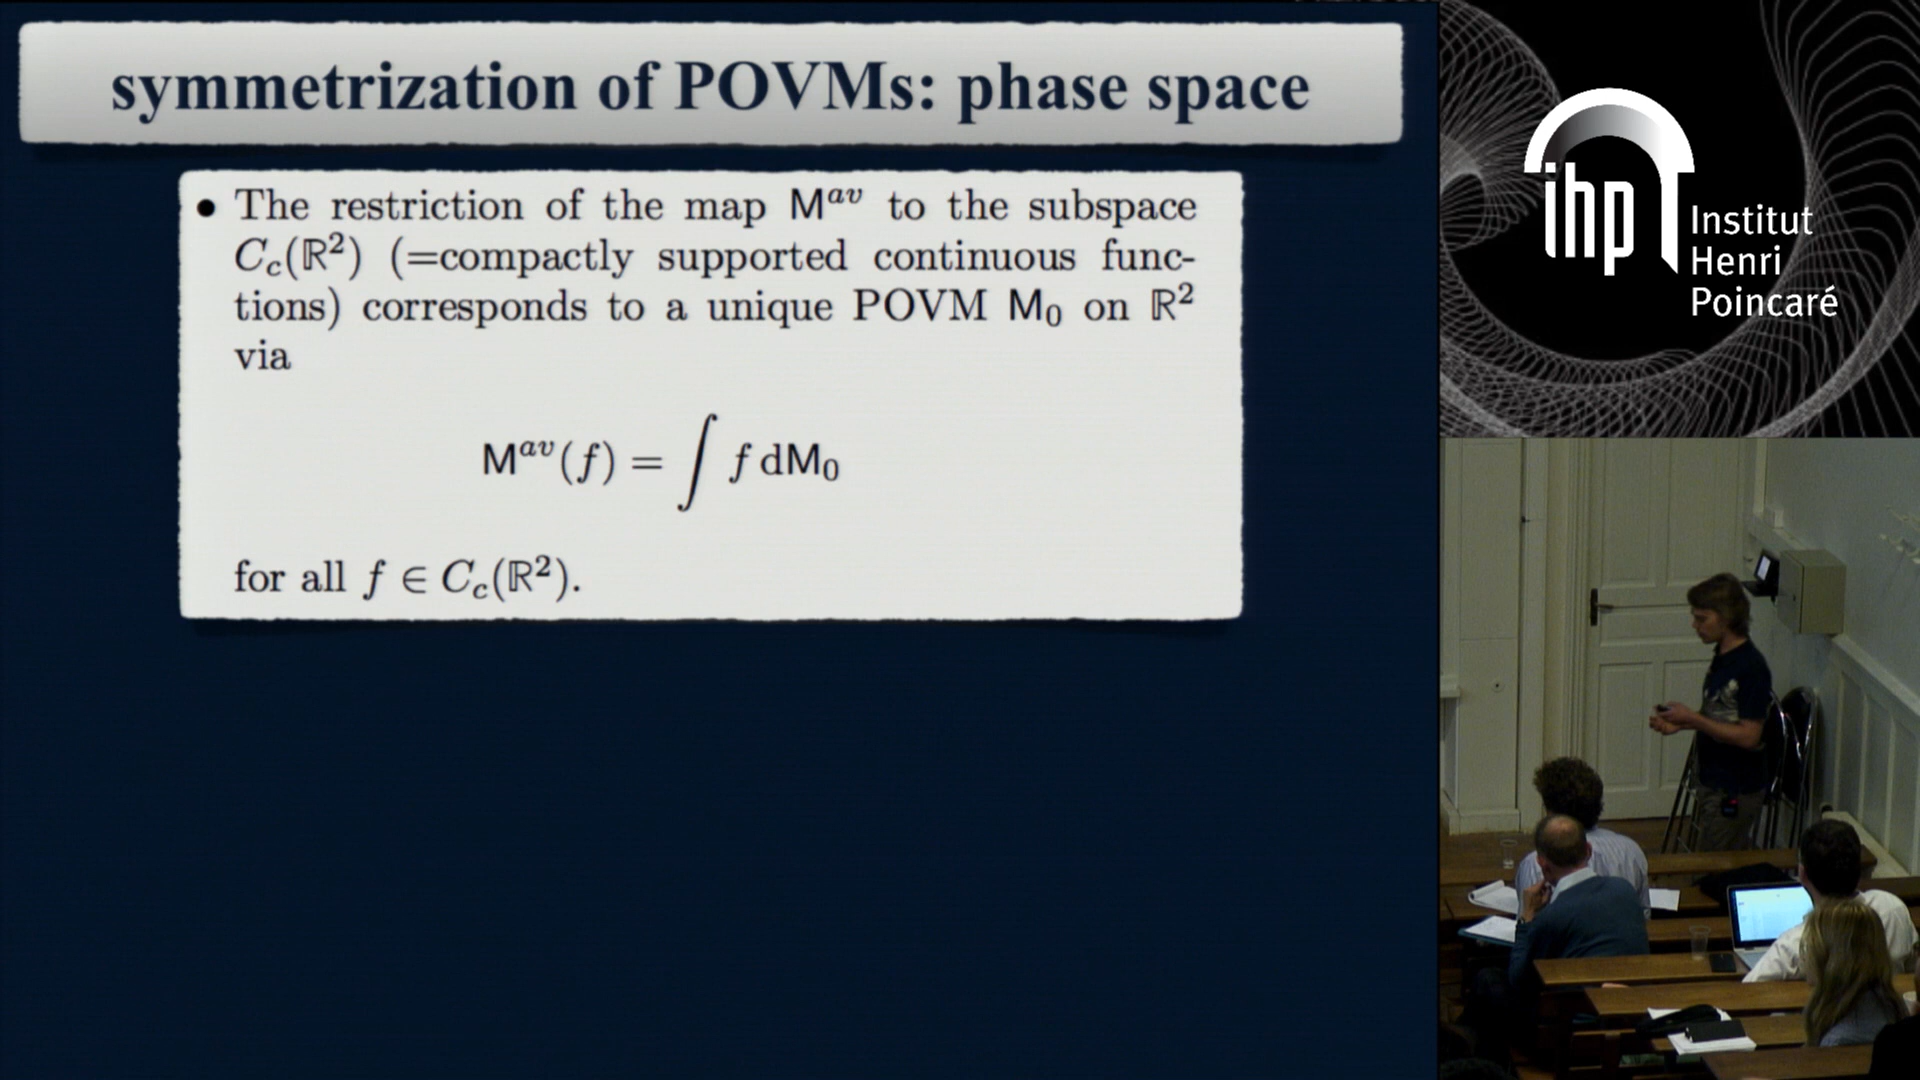 symmetrization of POVMs: phase space
• The restriction of the map M^{av} to the subspace
C_c(ℝ²) (=compactly supported continuous func-
tions) corresponds to a unique POVM M₀ on ℝ²
via
M^{av}(f) = ∫ f dM₀
for all f ∈ C_c(ℝ²).
ihp
Institut
Henri
Poincaré